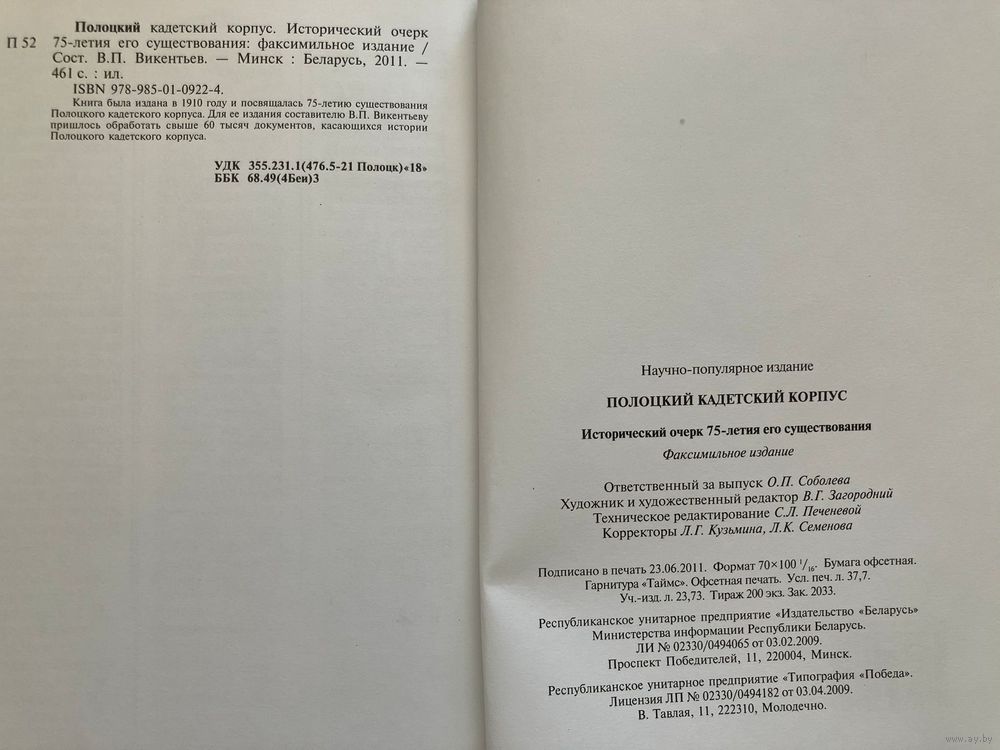 Полоцкий кадетский корпус. Исторический очерк
П 52 75-летия его существования: факсимильное издание /
Сост. В.П. Викентьев. — Минск : Беларусь, 2011. —
461 с. : ил.
ISBN 978-985-01-0922-4.
Книга была издана в 1910 году и посвящалась 75-летию существования
Полоцкого кадетского корпуса. Для ее издания составителю В.П. Викентьеву
пришлось обработать свыше 60 тысяч документов, касающихся истории
Полоцкого кадетского корпуса.
УДК 355.231.1(476.5-21 Полоцк)«18»
ББК 68.49(4Беи)3
Научно-популярное издание
ПОЛОЦКИЙ КАДЕТСКИЙ КОРПУС
Исторический очерк 75-летия его существования
Факсимильное издание
Ответственный за выпуск О.П. Соболева
Художник и художественный редактор В.Г. Загородний
Техническое редактирование С.Л. Печеневой
Корректоры Л.Г. Кузьмина, Л.К. Семенова
Подписано в печать 23.06.2011. Формат 70×100 1/16. Бумага офсетная.
Гарнитура «Таймс». Офсетная печать. Усл. печ. л. 37,7.
Уч.-изд. л. 23,73. Тираж 200 экз. Зак. 2033.
Республиканское унитарное предприятие «Издательство «Беларусь»
Министерства информации Республики Беларусь.
ЛИ № 02330/0494065 от 03.02.2009.
Проспект Победителей, 11, 220004, Минск.
Республиканское унитарное предприятие «Типография «Победа».
Лицензия ЛП № 02330/0494182 от 03.04.2009.
В. Тавлая, 11, 222310, Молодечно.
www.ay.by